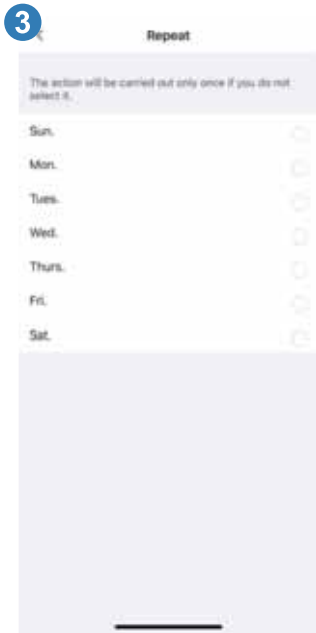 3
Repeat
The action will be carried out only once if you do not
select it.
Sun.
Mon.
Tues.
Wed.
Thurs.
Fri.
Sat.